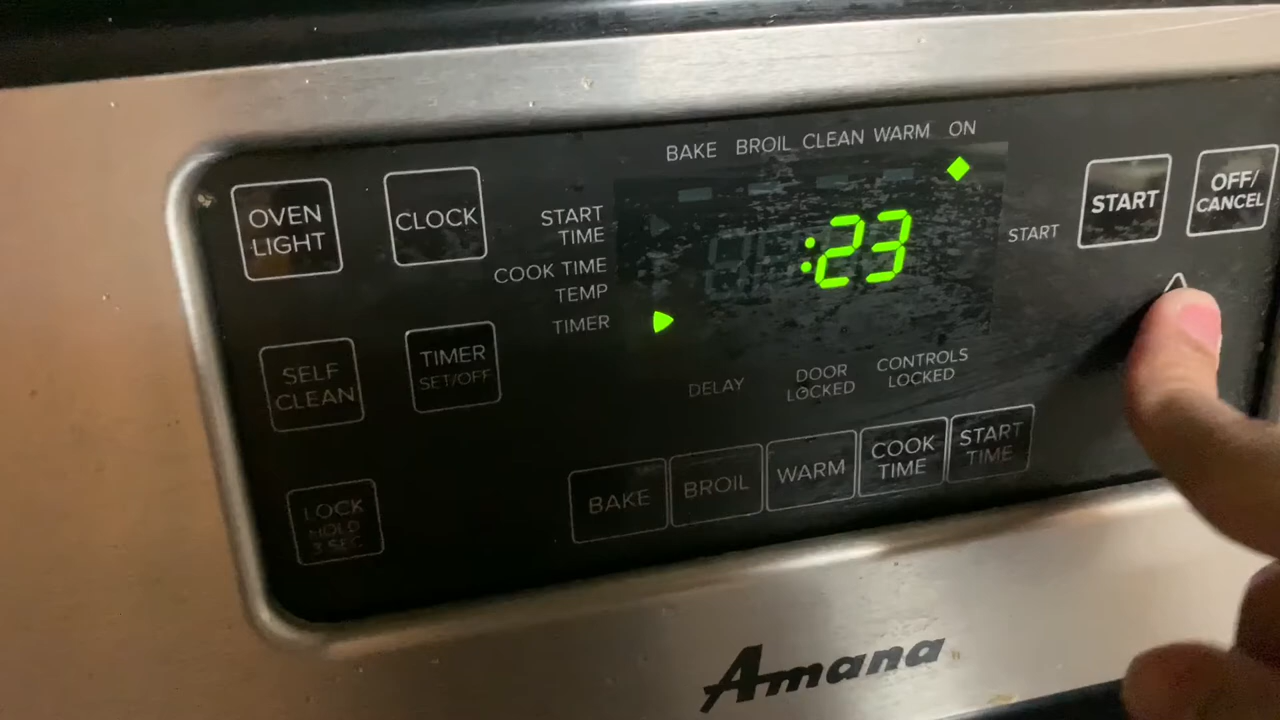 BAKE BROIL CLEAN WARM ON
OVEN
LIGHT
CLOCK
START
TIME
COOK TIME
TEMP
TIMER
:23
START
START
OFF/
CANCEL
SELF
CLEAN
TIMER
SET/OFF
DELAY
DOOR
LOCKED
CONTROLS
LOCKED
LOCK
HOLD
3 SEC
BAKE
BROIL
WARM
COOK
TIME
START
TIME
Amana